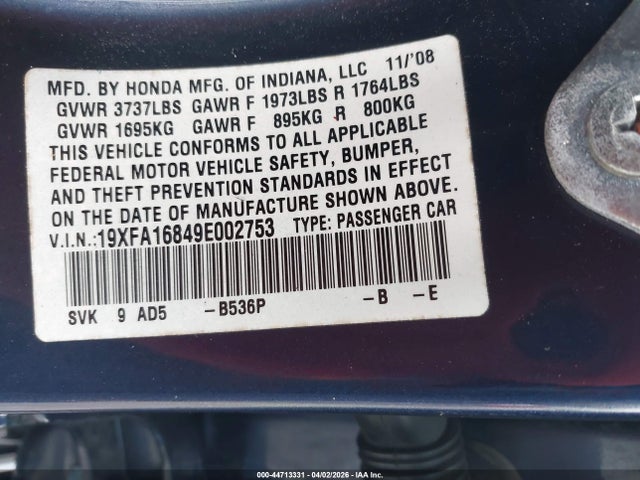 MFD. BY HONDA MFG. OF INDIANA, LLC 11/'08
GVWR 3737LBS GAWR F 1973LBS R 1764LBS
GVWR 1695KG GAWR F 895KG R 800KG
THIS VEHICLE CONFORMS TO ALL APPLICABLE
FEDERAL MOTOR VEHICLE SAFETY, BUMPER,
AND THEFT PREVENTION STANDARDS IN EFFECT
ON THE DATE OF MANUFACTURE SHOWN ABOVE.
V.I.N.:19XFA16849E002753 TYPE: PASSENGER CAR
SVK 9 AD5 -B536P -B -E
000-44713331 - 04/02/2026 - IAA Inc.